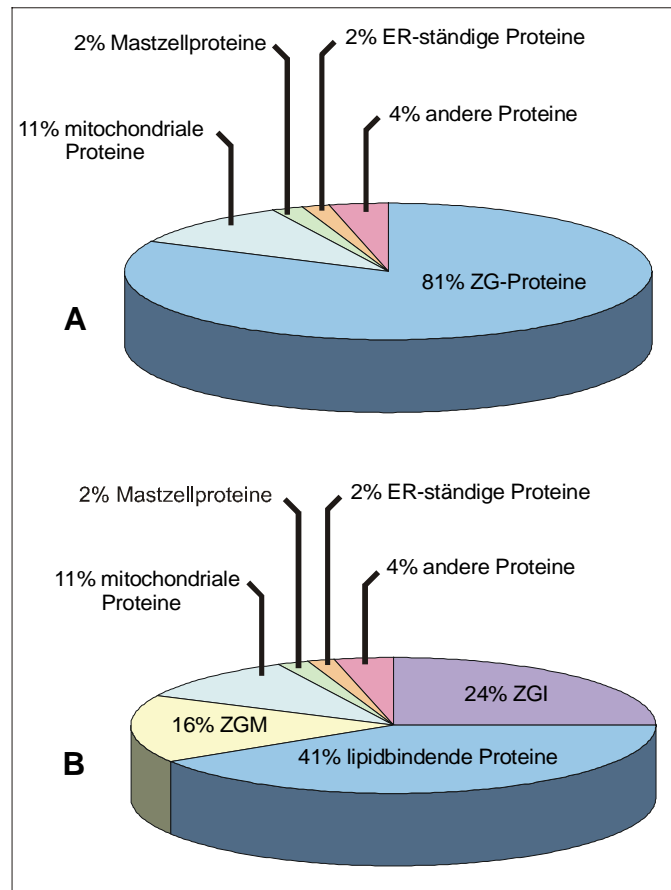 2% Mastzellproteine
2% ER-ständige Proteine
11% mitochondriale
Proteine
4% andere Proteine
81% ZG-Proteine
A
2% Mastzellproteine
2% ER-ständige Proteine
11% mitochondriale
Proteine
4% andere Proteine
24% ZGI
16% ZGM
41% lipidbindende Proteine
B